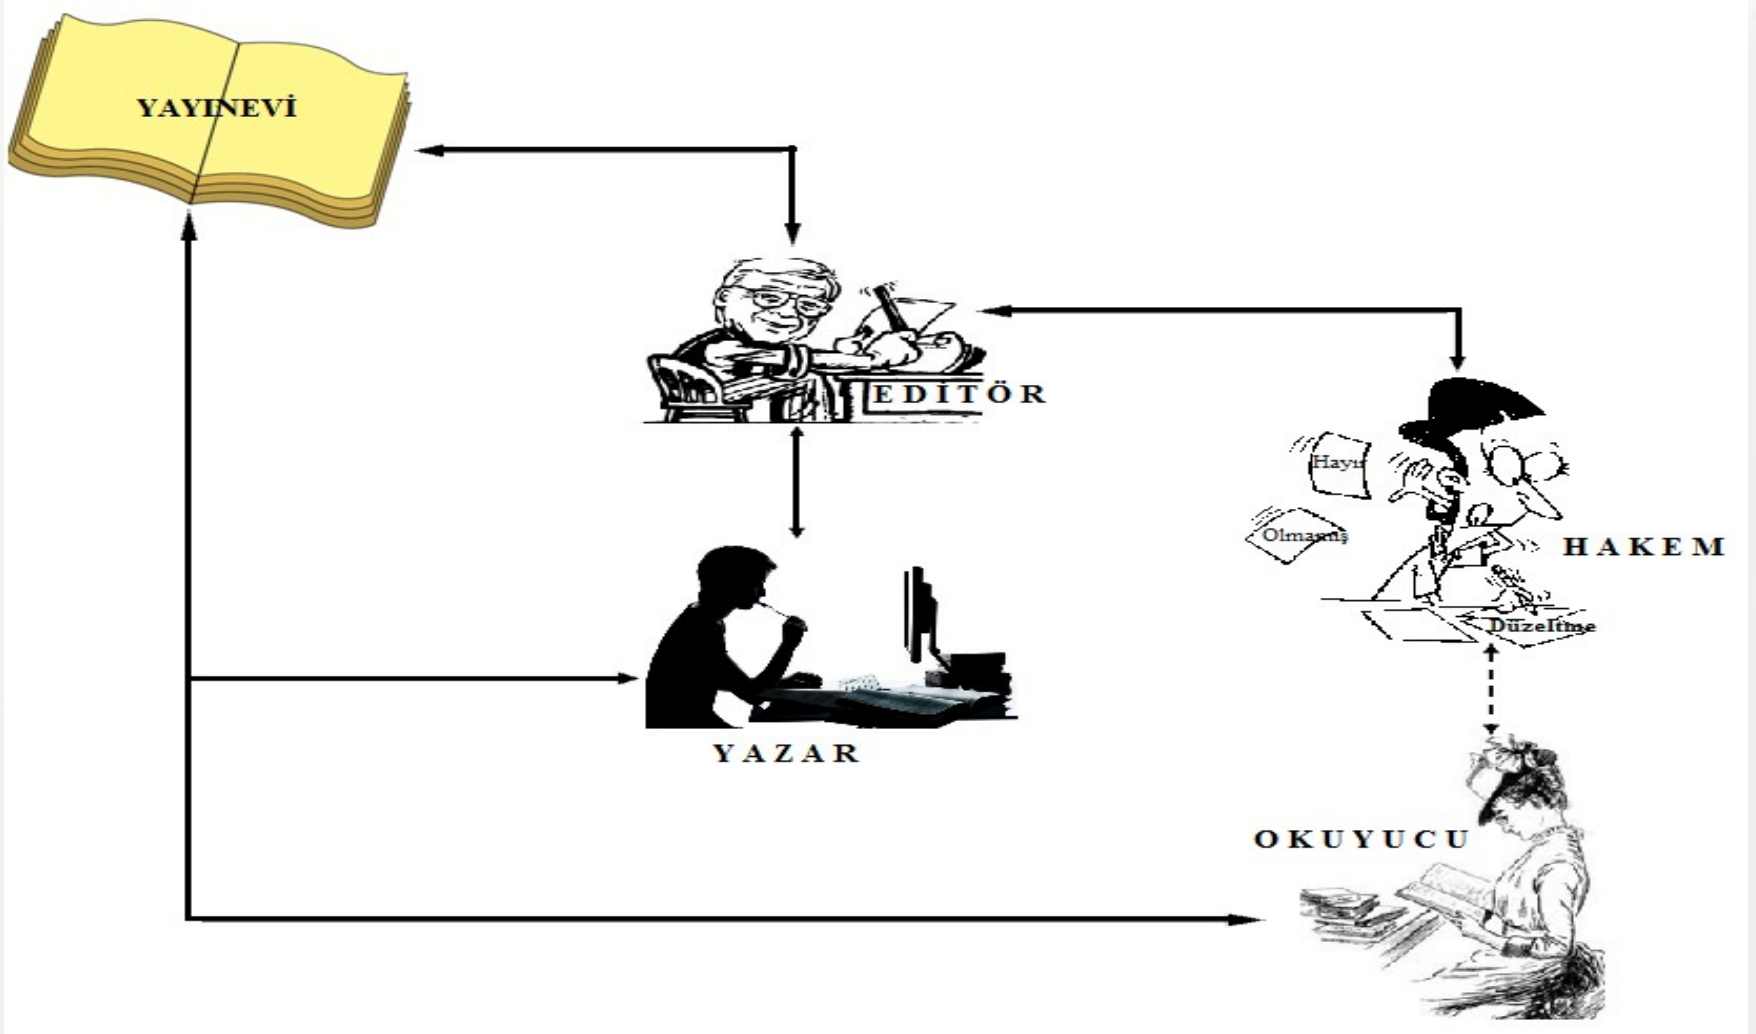 YAYINEVİ
EDİTÖR
Hayır
Olmamış
HAKEM
Düzeltme
YAZAR
OKUYUCU